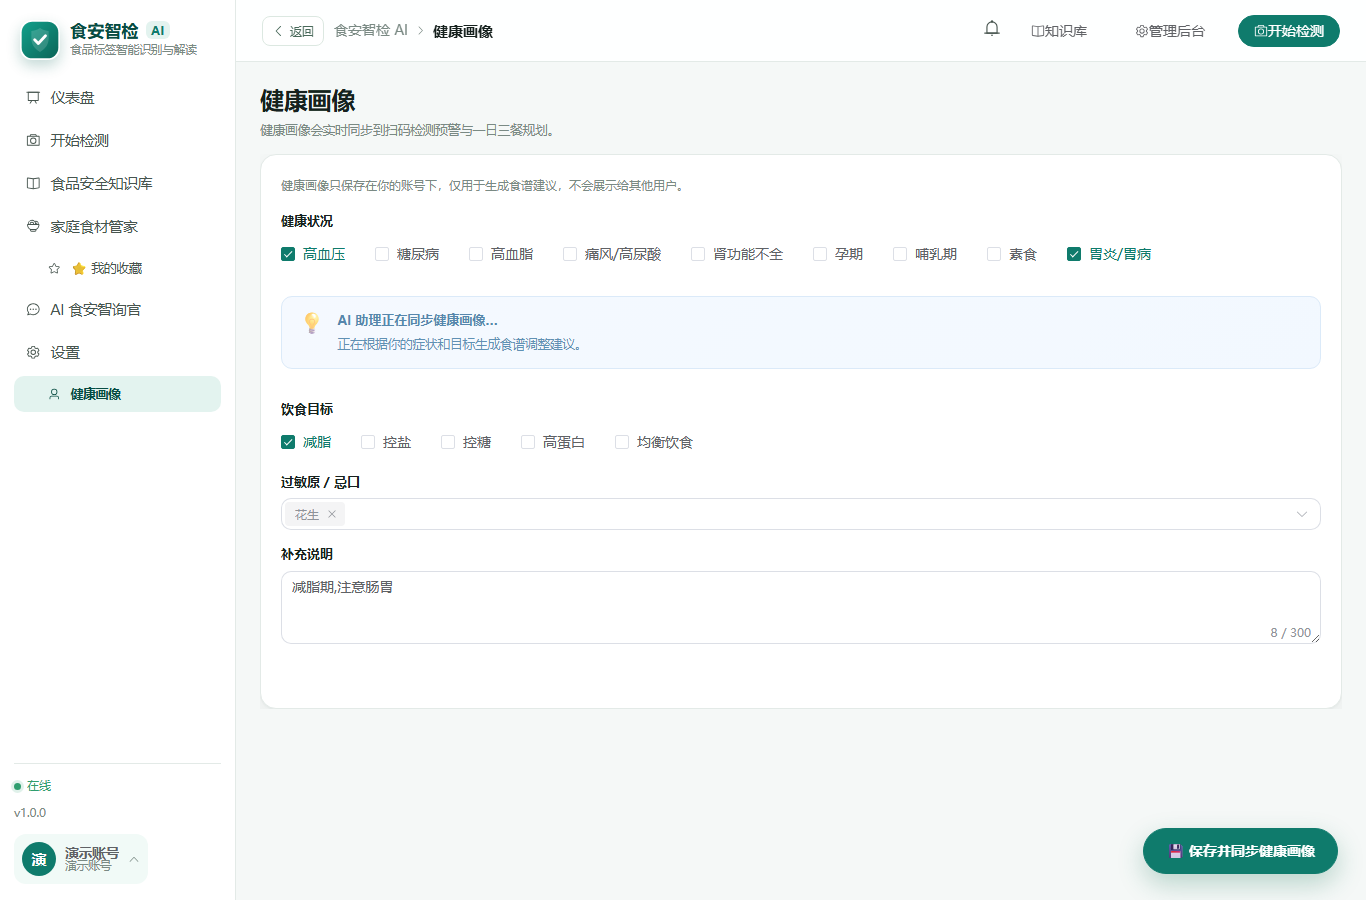 食安智检 AI
食品标签智能识别与解读
仪表盘
开始检测
食品安全知识库
家庭食材管家
我的收藏
AI 食安智询官
设置
健康画像
在线
v1.0.0
演
演示账号
演示账号
返回
食安智检 AI > 健康画像
知识库
管理后台
开始检测
健康画像
健康画像会实时同步到扫码检测预警与一日三餐规划。
健康画像只保存在你的账号下，仅用于生成食谱建议，不会展示给其他用户。
健康状况
高血压 糖尿病 高血脂 痛风/高尿酸 肾功能不全 孕期 哺乳期 素食 胃炎/胃病
AI 助理正在同步健康画像...
正在根据你的症状和目标生成食谱调整建议。
饮食目标
减脂 控盐 控糖 高蛋白 均衡饮食
过敏原 / 忌口
花生
补充说明
减脂期,注意肠胃
8 / 300
保存并同步健康画像